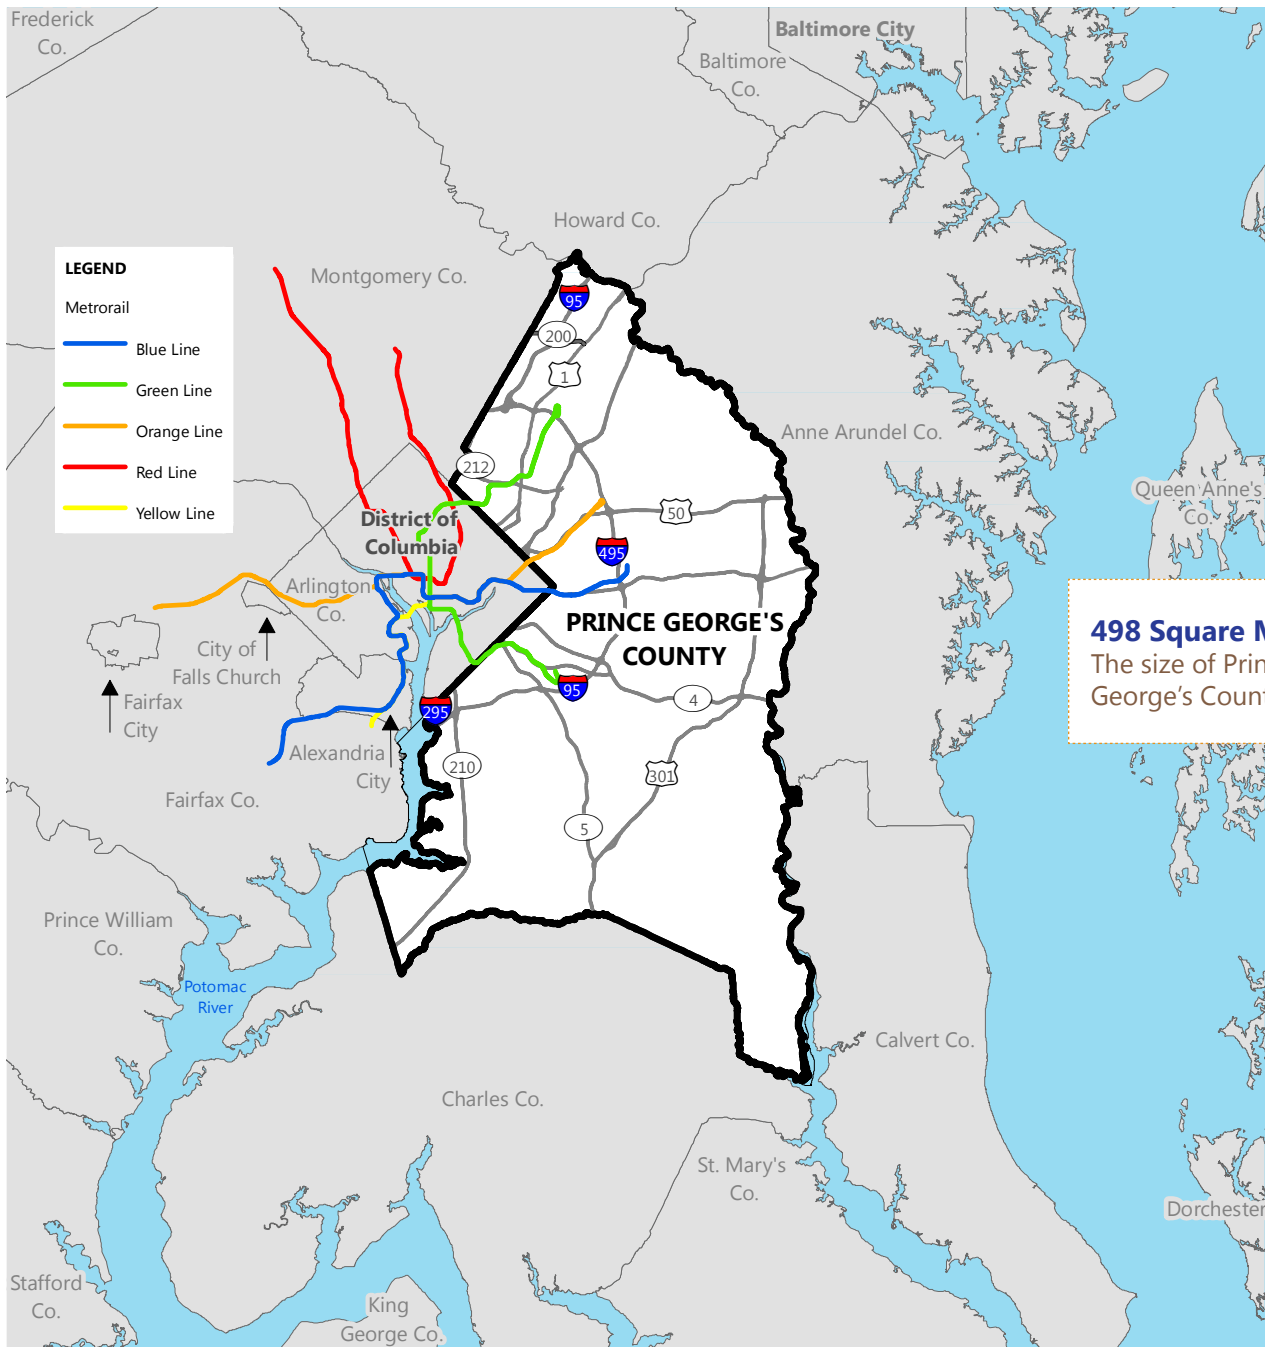 Frederick
Co.
Baltimore City
Baltimore
Co.
Howard Co.
LEGEND
Metrorail
Blue Line
Green Line
Orange Line
Red Line
Yellow Line
Montgomery Co.
95
200
1
Anne Arundel Co.
212
Queen Anne's
Co.
50
District of
Columbia
495
Arlington
Co.
PRINCE GEORGE'S
COUNTY
498 Square M
The size of Prin
George’s Count
City of
Falls Church
Fairfax
City
95
4
295
Alexandria
City
210
301
Fairfax Co.
5
Prince William
Co.
Potomac
River
Calvert Co.
Charles Co.
St. Mary's
Co.
Dorchester
Stafford
Co.
King
George Co.